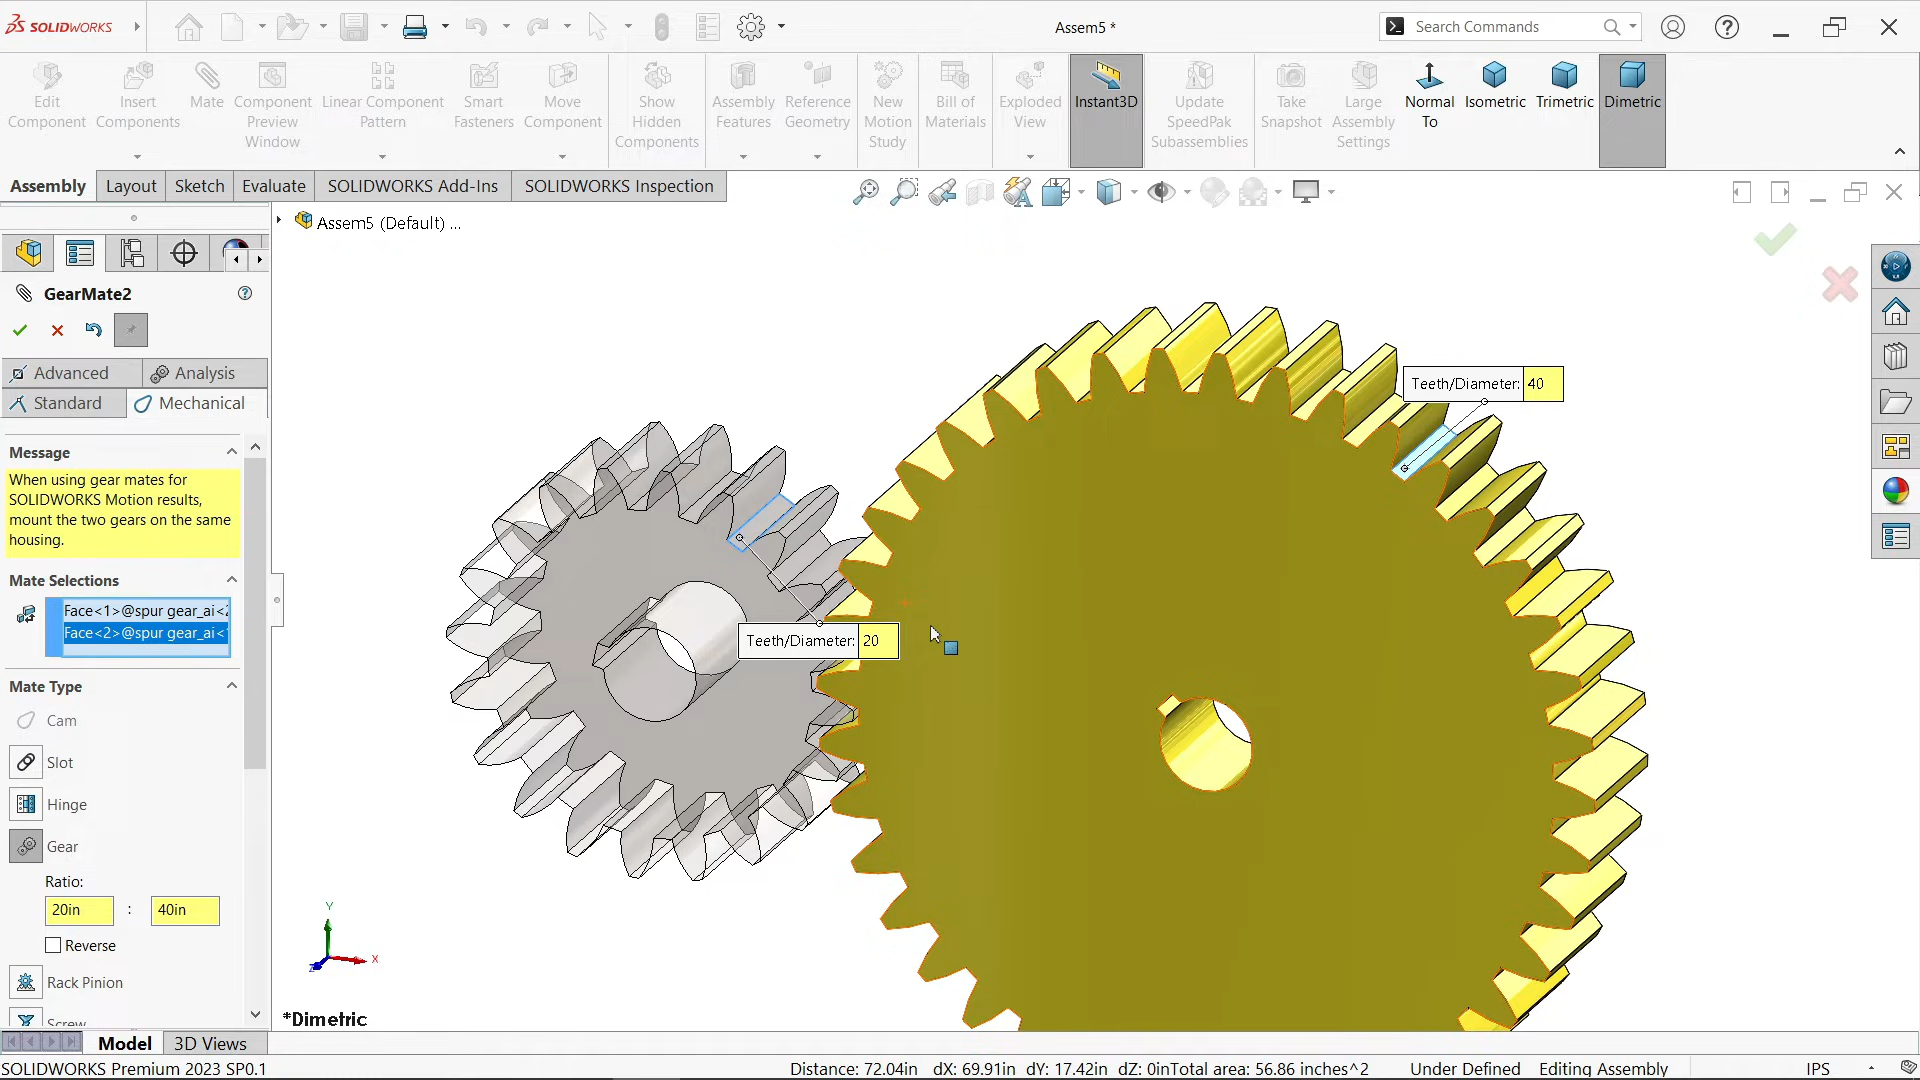 SOLIDWORKS
Assem5 *
Search Commands
Edit Component
Insert Components
Mate
Component Preview Window
Linear Component Pattern
Smart Fasteners
Move Component
Show Hidden Components
Assembly Features
Reference Geometry
New Motion Study
Bill of Materials
Exploded View
Instant3D
Update SpeedPak Subassemblies
Take Snapshot
Large Assembly Settings
Normal To
Isometric
Trimetric
Dimetric
Assembly
Layout
Sketch
Evaluate
SOLIDWORKS Add-Ins
SOLIDWORKS Inspection
Assem5 (Default) ...
GearMate2
Advanced
Analysis
Standard
Mechanical
Message
When using gear mates for
SOLIDWORKS Motion results,
mount the two gears on the same
housing.
Mate Selections
Face<1>@spur gear_ai<2
Face<2>@spur gear_ai<
Mate Type
Cam
Slot
Hinge
Gear
Ratio:
20in : 40in
Reverse
Rack Pinion
Screw
Teeth/Diameter: 40
Teeth/Diameter: 20
Y
X
Z
*Dimetric
Model
3D Views
SOLIDWORKS Premium 2023 SP0.1
Distance: 72.04in dX: 69.91in dY: 17.42in dZ: 0inTotal area: 56.86 inches^2
Under Defined
Editing Assembly
IPS